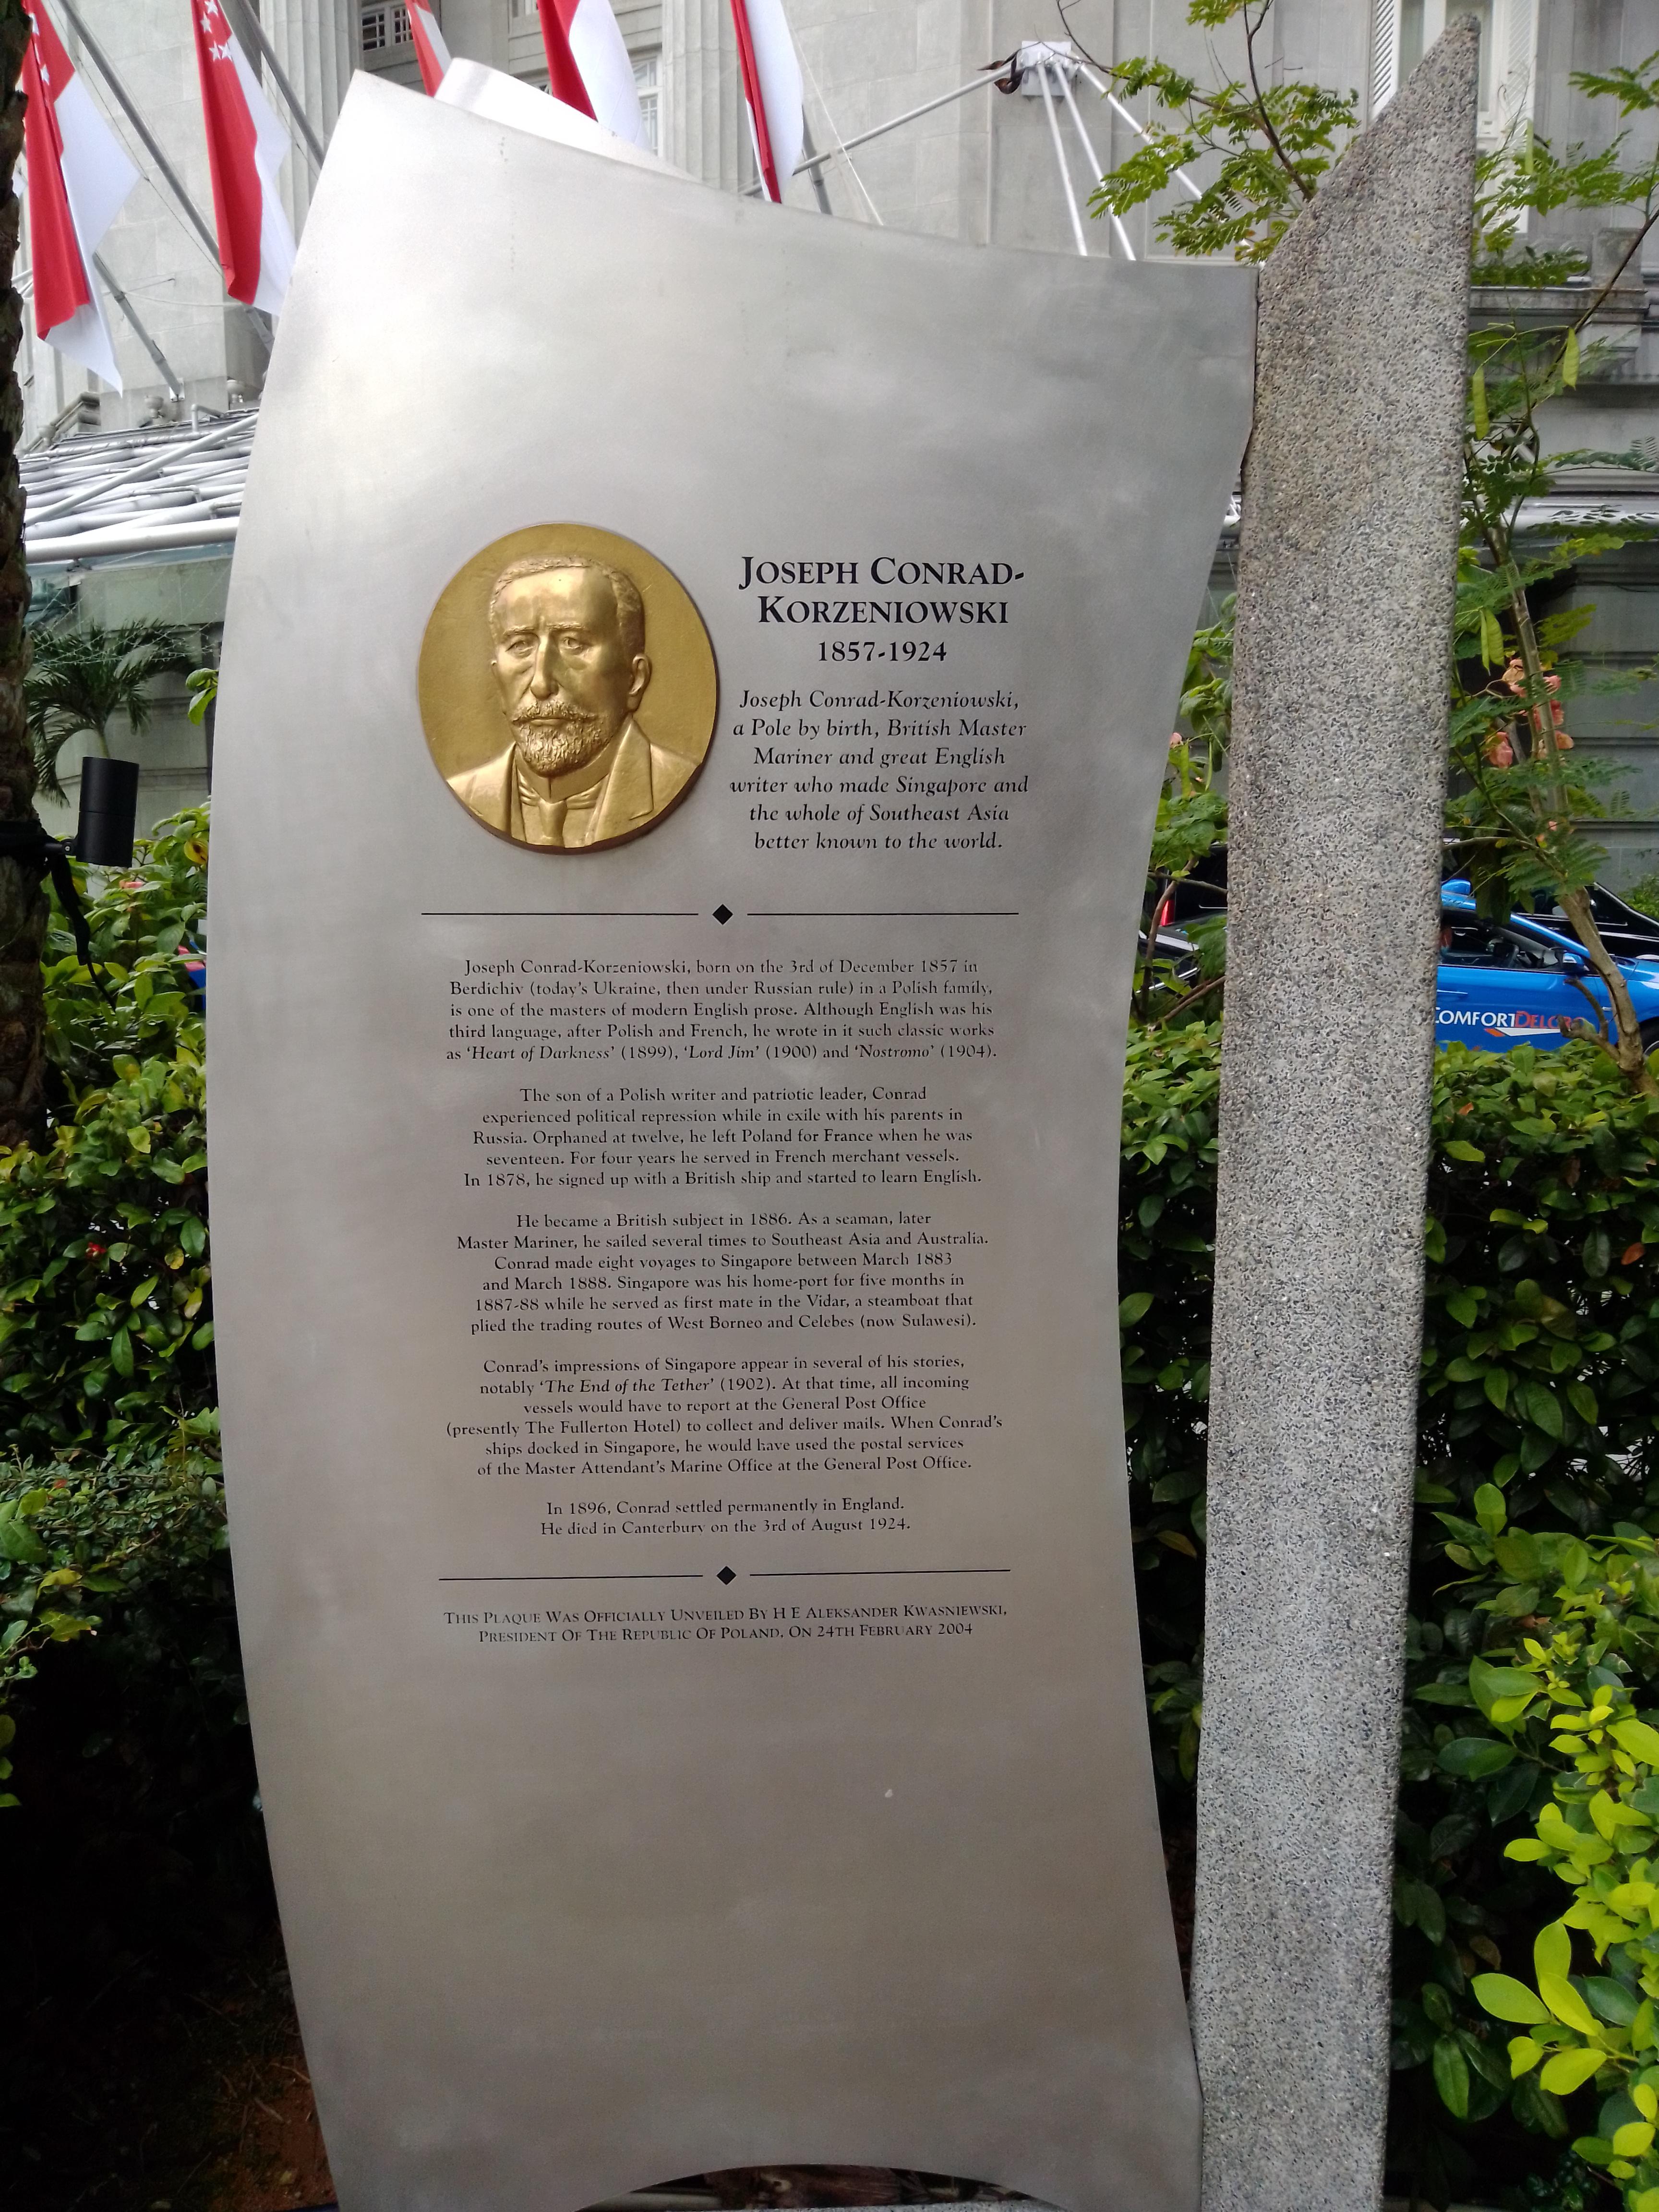 JOSEPH CONRAD-
KORZENIOWSKI
1857-1924
Joseph Conrad-Korzeniowski,
a Pole by birth, British Master
Mariner and great English
writer who made Singapore and
the whole of Southeast Asia
better known to the world.
Joseph Conrad-Korzeniowski, born on the 3rd of December 1857 in
Berdichiv (today's Ukraine, then under Russian rule) in a Polish family,
is one of the masters of modern English prose. Although English was his
third language, after Polish and French, he wrote in it such classic works
as 'Heart of Darkness' (1899), 'Lord Jim' (1900) and 'Nostromo' (1904).
The son of a Polish writer and patriotic leader, Conrad
experienced political repression while in exile with his parents in
Russia. Orphaned at twelve, he left Poland for France when he was
seventeen. For four years he served in French merchant vessels.
In 1878, he signed up with a British ship and started to learn English.
He became a British subject in 1886. As a seaman, later
Master Mariner, he sailed several times to Southeast Asia and Australia.
Conrad made eight voyages to Singapore between March 1883
and March 1888. Singapore was his home-port for five months in
1887-88 while he served as first mate in the Vidar, a steamboat that
plied the trading routes of West Borneo and Celebes (now Sulawesi).
Conrad's impressions of Singapore appear in several of his stories,
notably 'The End of the Tether' (1902). At that time, all incoming
vessels would have to report at the General Post Office
(presently The Fullerton Hotel) to collect and deliver mails. When Conrad's
ships docked in Singapore, he would have used the postal services
of the Master Attendant's Marine Office at the General Post Office.
In 1896, Conrad settled permanently in England.
He died in Canterbury on the 3rd of August 1924.
THIS PLAQUE WAS OFFICIALLY UNVEILED BY H E ALEKSANDER KWASNIEWSKI,
PRESIDENT OF THE REPUBLIC OF POLAND, ON 24TH FEBRUARY 2004
COMFORTDELGRO